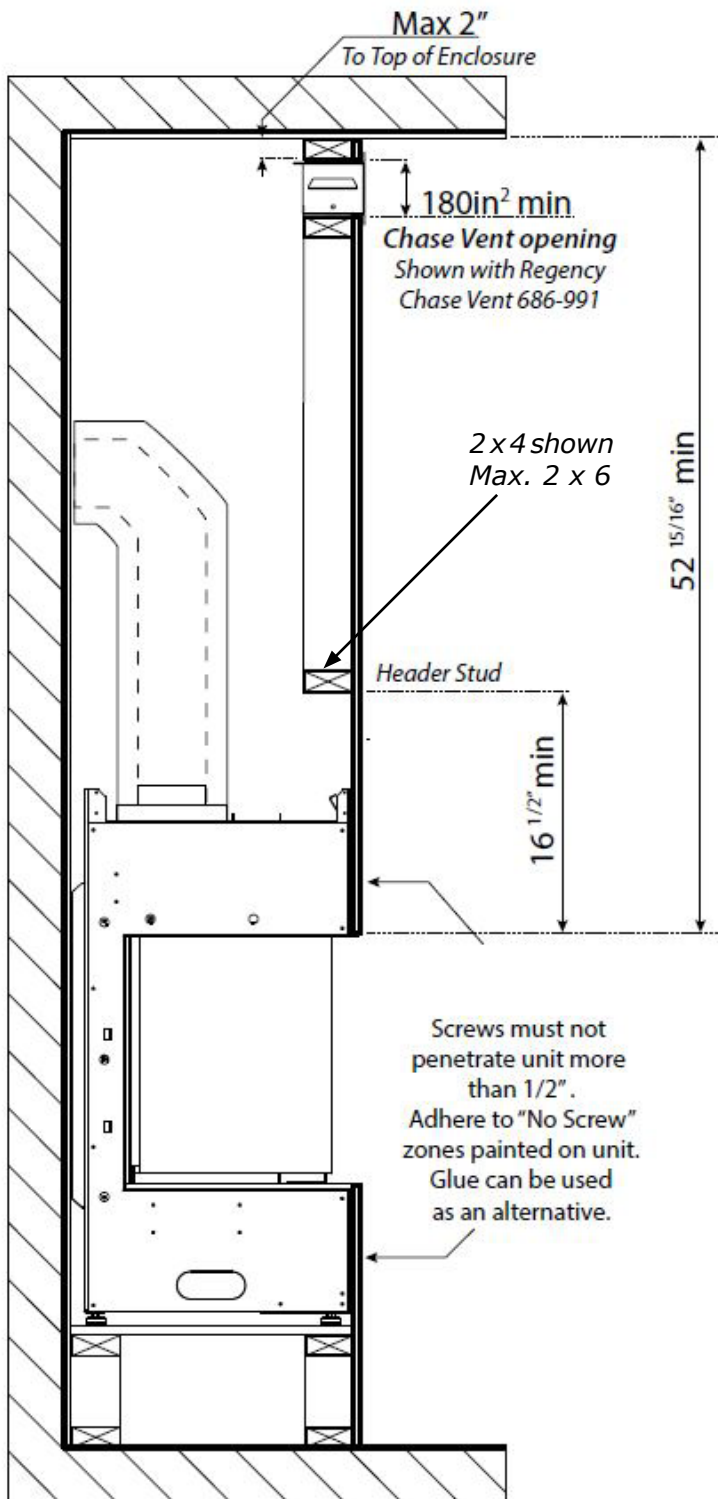 Max 2"
To Top of Enclosure
180in² min
Chase Vent opening
Shown with Regency
Chase Vent 686-991
2 x 4 shown
Max. 2 x 6
52 15/16" min
Header Stud
16 1/2" min
Screws must not
penetrate unit more
than 1/2" .
Adhere to "No Screw"
zones painted on unit.
Glue can be used
as an alternative.